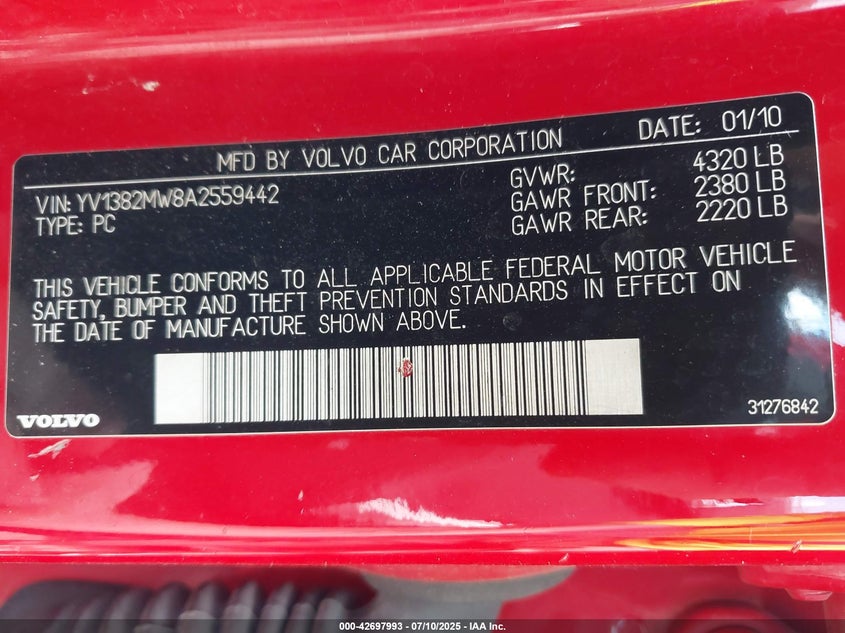 MFD BY VOLVO CAR CORPORATION DATE: 01/10
VIN: YV1382MW8A2559442
TYPE: PC
GVWR: 4320 LB
GAWR FRONT: 2380 LB
GAWR REAR: 2220 LB
THIS VEHICLE CONFORMS TO ALL APPLICABLE FEDERAL MOTOR VEHICLE
SAFETY, BUMPER AND THEFT PREVENTION STANDARDS IN EFFECT ON
THE DATE OF MANUFACTURE SHOWN ABOVE.
VOLVO
31276842
000-42697993 - 07/10/2025 - IAA Inc.